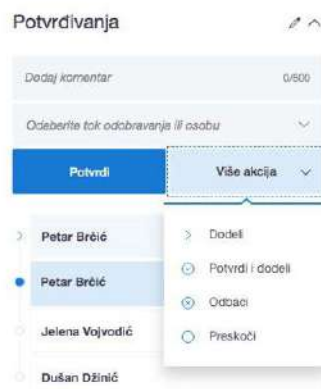 Potvrđivanja
Dodaj komentar 0/500
Odeberite tok odobravanja ili osobu
Potvrdi Više akcija
Petar Brčić
Petar Brčić
Jelena Vojvodić
Dušan Džinić
Dodeli
Potvrdi i dodeli
Odbaci
Preskoči